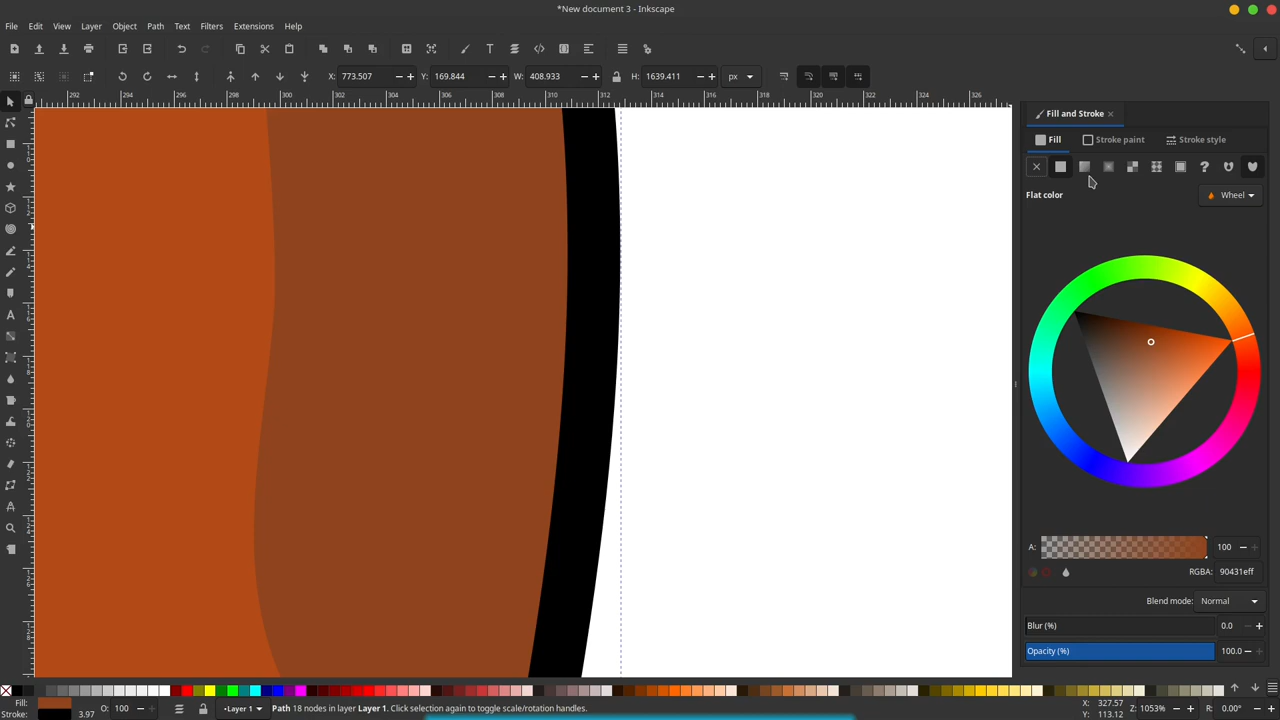 *New document 3 - Inkscape
File Edit View Layer Object Path Text Filters Extensions Help
X: 773.507 Y: 169.844 W: 408.933 H: 1639.411 px
292 294 296 298 300 302 304 306 308 310 312 314 316 318 320 322 324 326
Fill and Stroke
Fill Stroke paint Stroke style
Flat color Wheel
A: 100
RGBA: 90431eff
Blend mode: Normal
Blur (%) 0.0
Opacity (%) 100.0
Fill: O: 100 Layer 1 Path 18 nodes in layer Layer 1. Click selection again to toggle scale/rotation handles. X: 327.57 Z: 1053% R: 0.00°
Stroke: 3.97 Y: 113.12